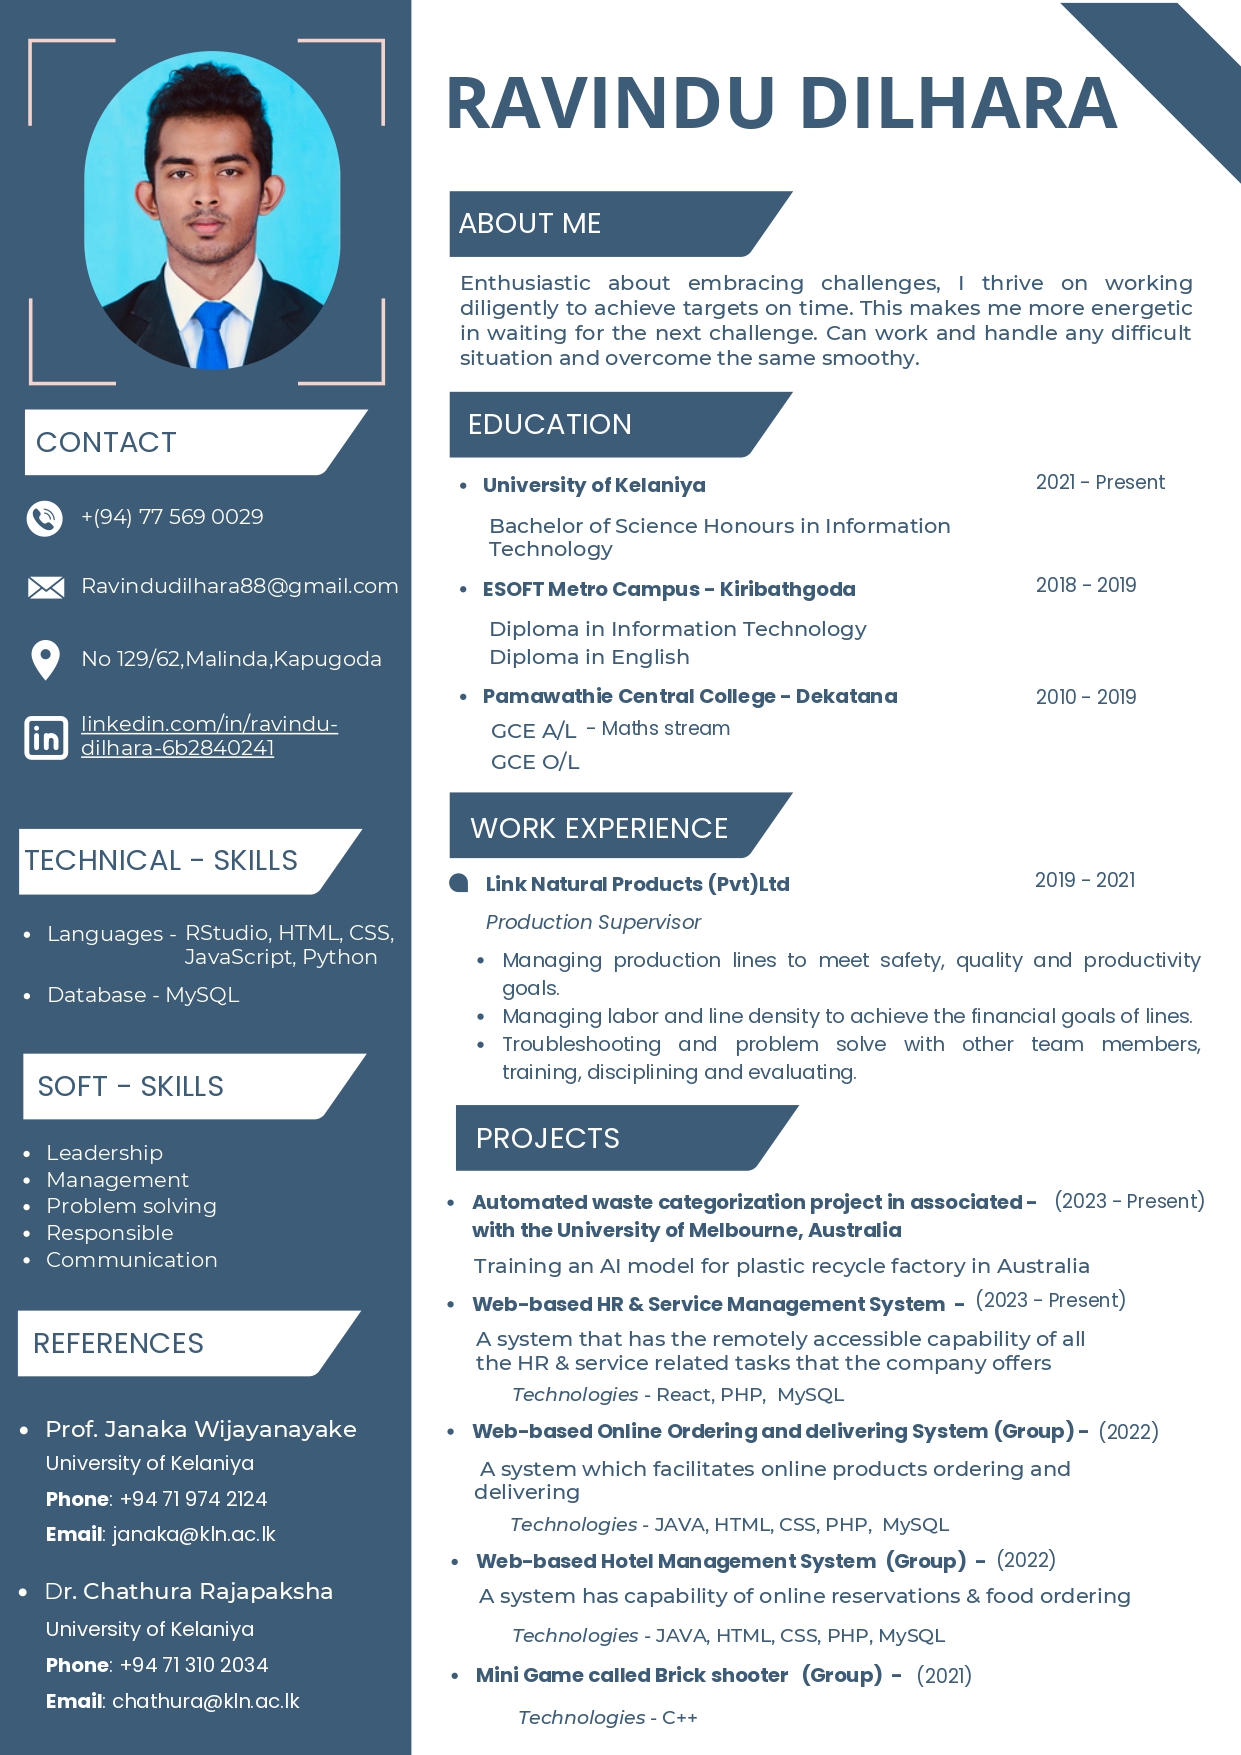 RAVINDU DILHARA
CONTACT
+(94) 77 569 0029
Ravindudilhara88@gmail.com
No 129/62,Malinda,Kapugoda
linkedin.com/in/ravindu-
dilhara-6b2840241
TECHNICAL - SKILLS
• Languages - RStudio, HTML, CSS,
JavaScript, Python
• Database - MySQL
SOFT - SKILLS
• Leadership
• Management
• Problem solving
• Responsible
• Communication
REFERENCES
• Prof. Janaka Wijayanayake
University of Kelaniya
Phone: +94 71 974 2124
Email: janaka@kln.ac.lk
• Dr. Chathura Rajapaksha
University of Kelaniya
Phone: +94 71 310 2034
Email: chathura@kln.ac.lk
ABOUT ME
Enthusiastic about embracing challenges, I thrive on working
diligently to achieve targets on time. This makes me more energetic
in waiting for the next challenge. Can work and handle any difficult
situation and overcome the same smoothy.
EDUCATION
• University of Kelaniya 2021 - Present
Bachelor of Science Honours in Information
Technology
• ESOFT Metro Campus - Kiribathgoda 2018 - 2019
Diploma in Information Technology
Diploma in English
• Pamawathie Central College - Dekatana 2010 - 2019
GCE A/L - Maths stream
GCE O/L
WORK EXPERIENCE
Link Natural Products (Pvt)Ltd 2019 - 2021
Production Supervisor
• Managing production lines to meet safety, quality and productivity
goals.
• Managing labor and line density to achieve the financial goals of lines.
• Troubleshooting and problem solve with other team members,
training, disciplining and evaluating.
PROJECTS
• Automated waste categorization project in associated - (2023 - Present)
with the University of Melbourne, Australia
Training an AI model for plastic recycle factory in Australia
• Web-based HR & Service Management System - (2023 - Present)
A system that has the remotely accessible capability of all
the HR & service related tasks that the company offers
Technologies - React, PHP, MySQL
• Web-based Online Ordering and delivering System (Group) - (2022)
A system which facilitates online products ordering and
delivering
Technologies - JAVA, HTML, CSS, PHP, MySQL
• Web-based Hotel Management System (Group) - (2022)
A system has capability of online reservations & food ordering
Technologies - JAVA, HTML, CSS, PHP, MySQL
• Mini Game called Brick shooter (Group) - (2021)
Technologies - C++